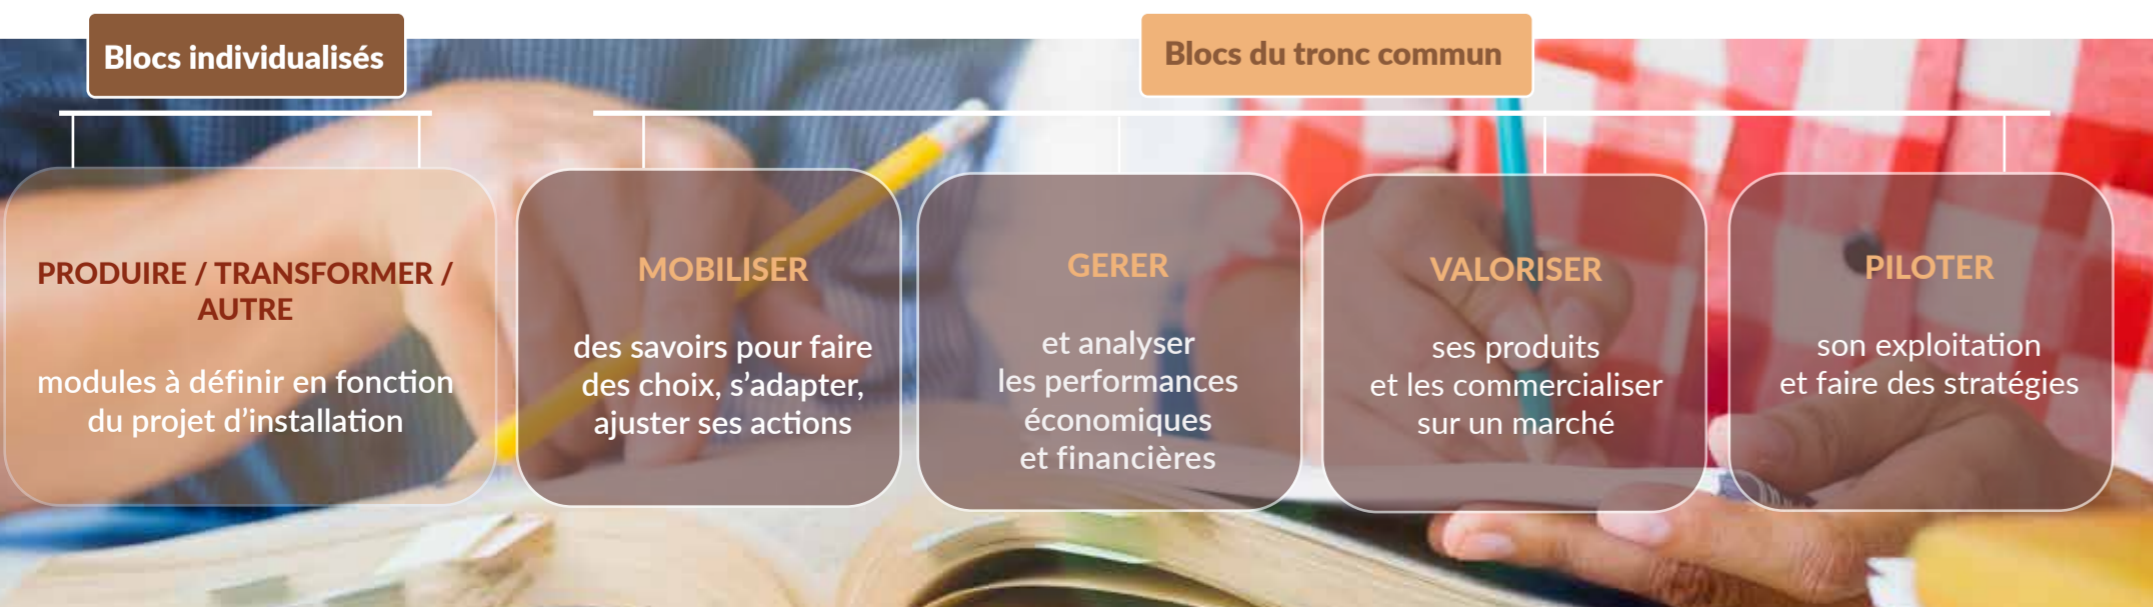 Blocs individualisés
Blocs du tronc commun
PRODUIRE / TRANSFORMER /
AUTRE
modules à définir en fonction
du projet d'installation
MOBILISER
des savoirs pour faire
des choix, s'adapter,
ajuster ses actions
GERER
et analyser
les performances
économiques
et financières
VALORISER
ses produits
et les commercialiser
sur un marché
PILOTER
son exploitation
et faire des stratégies